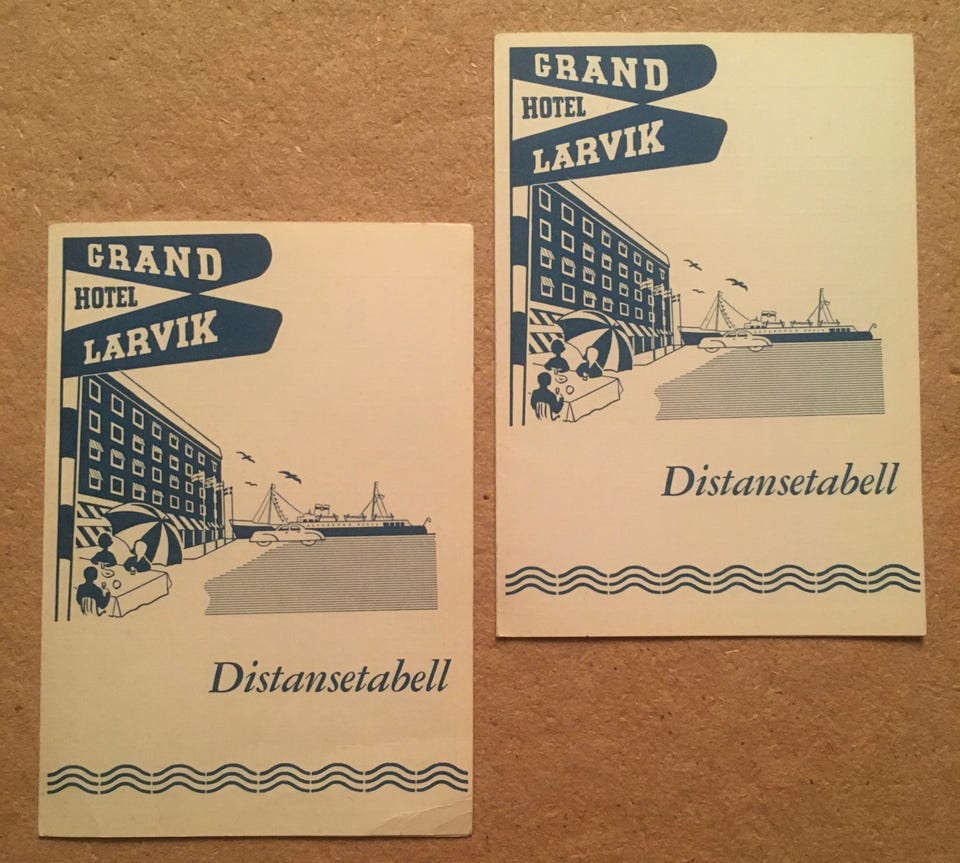 GRAND
HOTEL
LARVIK
Distansetabell
GRAND
HOTEL
LARVIK
Distansetabell